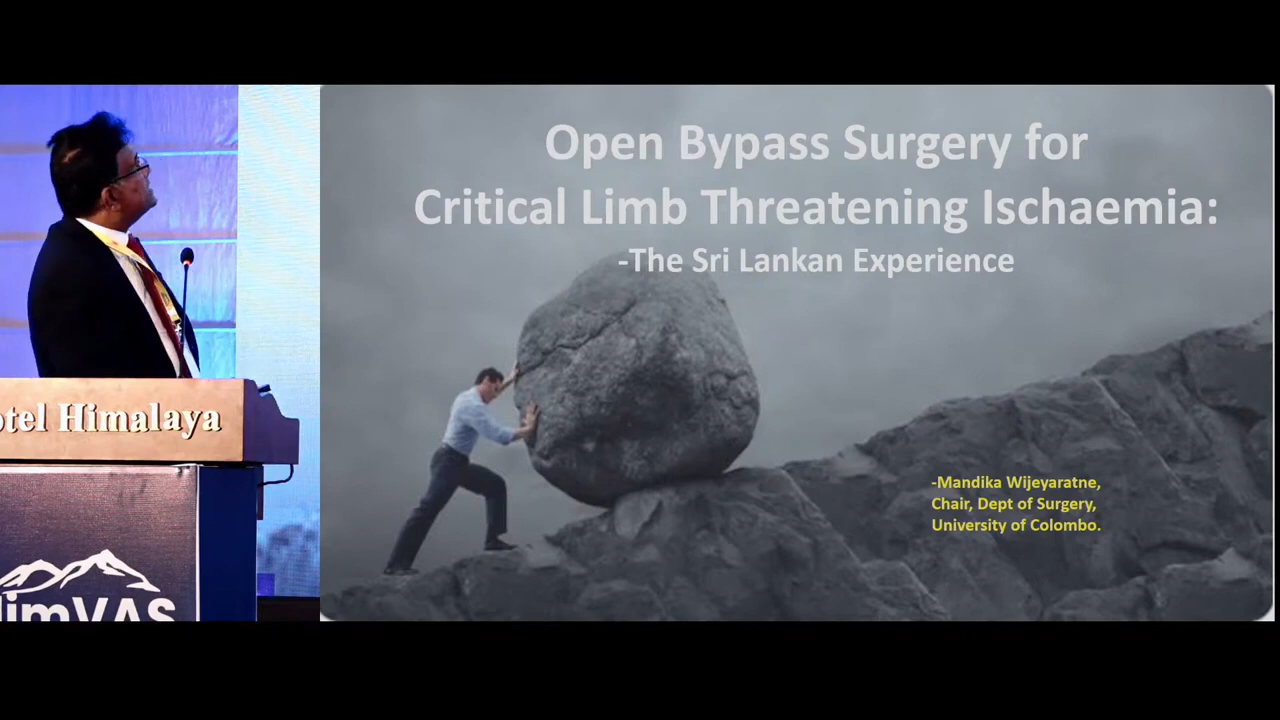 Open Bypass Surgery for
Critical Limb Threatening Ischaemia:
-The Sri Lankan Experience
-Mandika Wijeyaratne,
Chair, Dept of Surgery,
University of Colombo.
otel Himalaya
imVAS